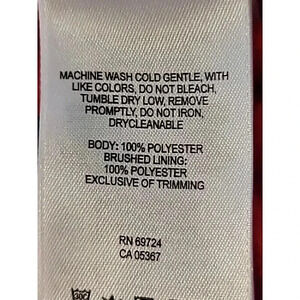 MACHINE WASH COLD GENTLE, WITH
LIKE COLORS, DO NOT BLEACH,
TUMBLE DRY LOW, REMOVE
PROMPTLY, DO NOT IRON,
DRYCLEANABLE
BODY: 100% POLYESTER
BRUSHED LINING:
100% POLYESTER
EXCLUSIVE OF TRIMMING
RN 69724
CA 05367